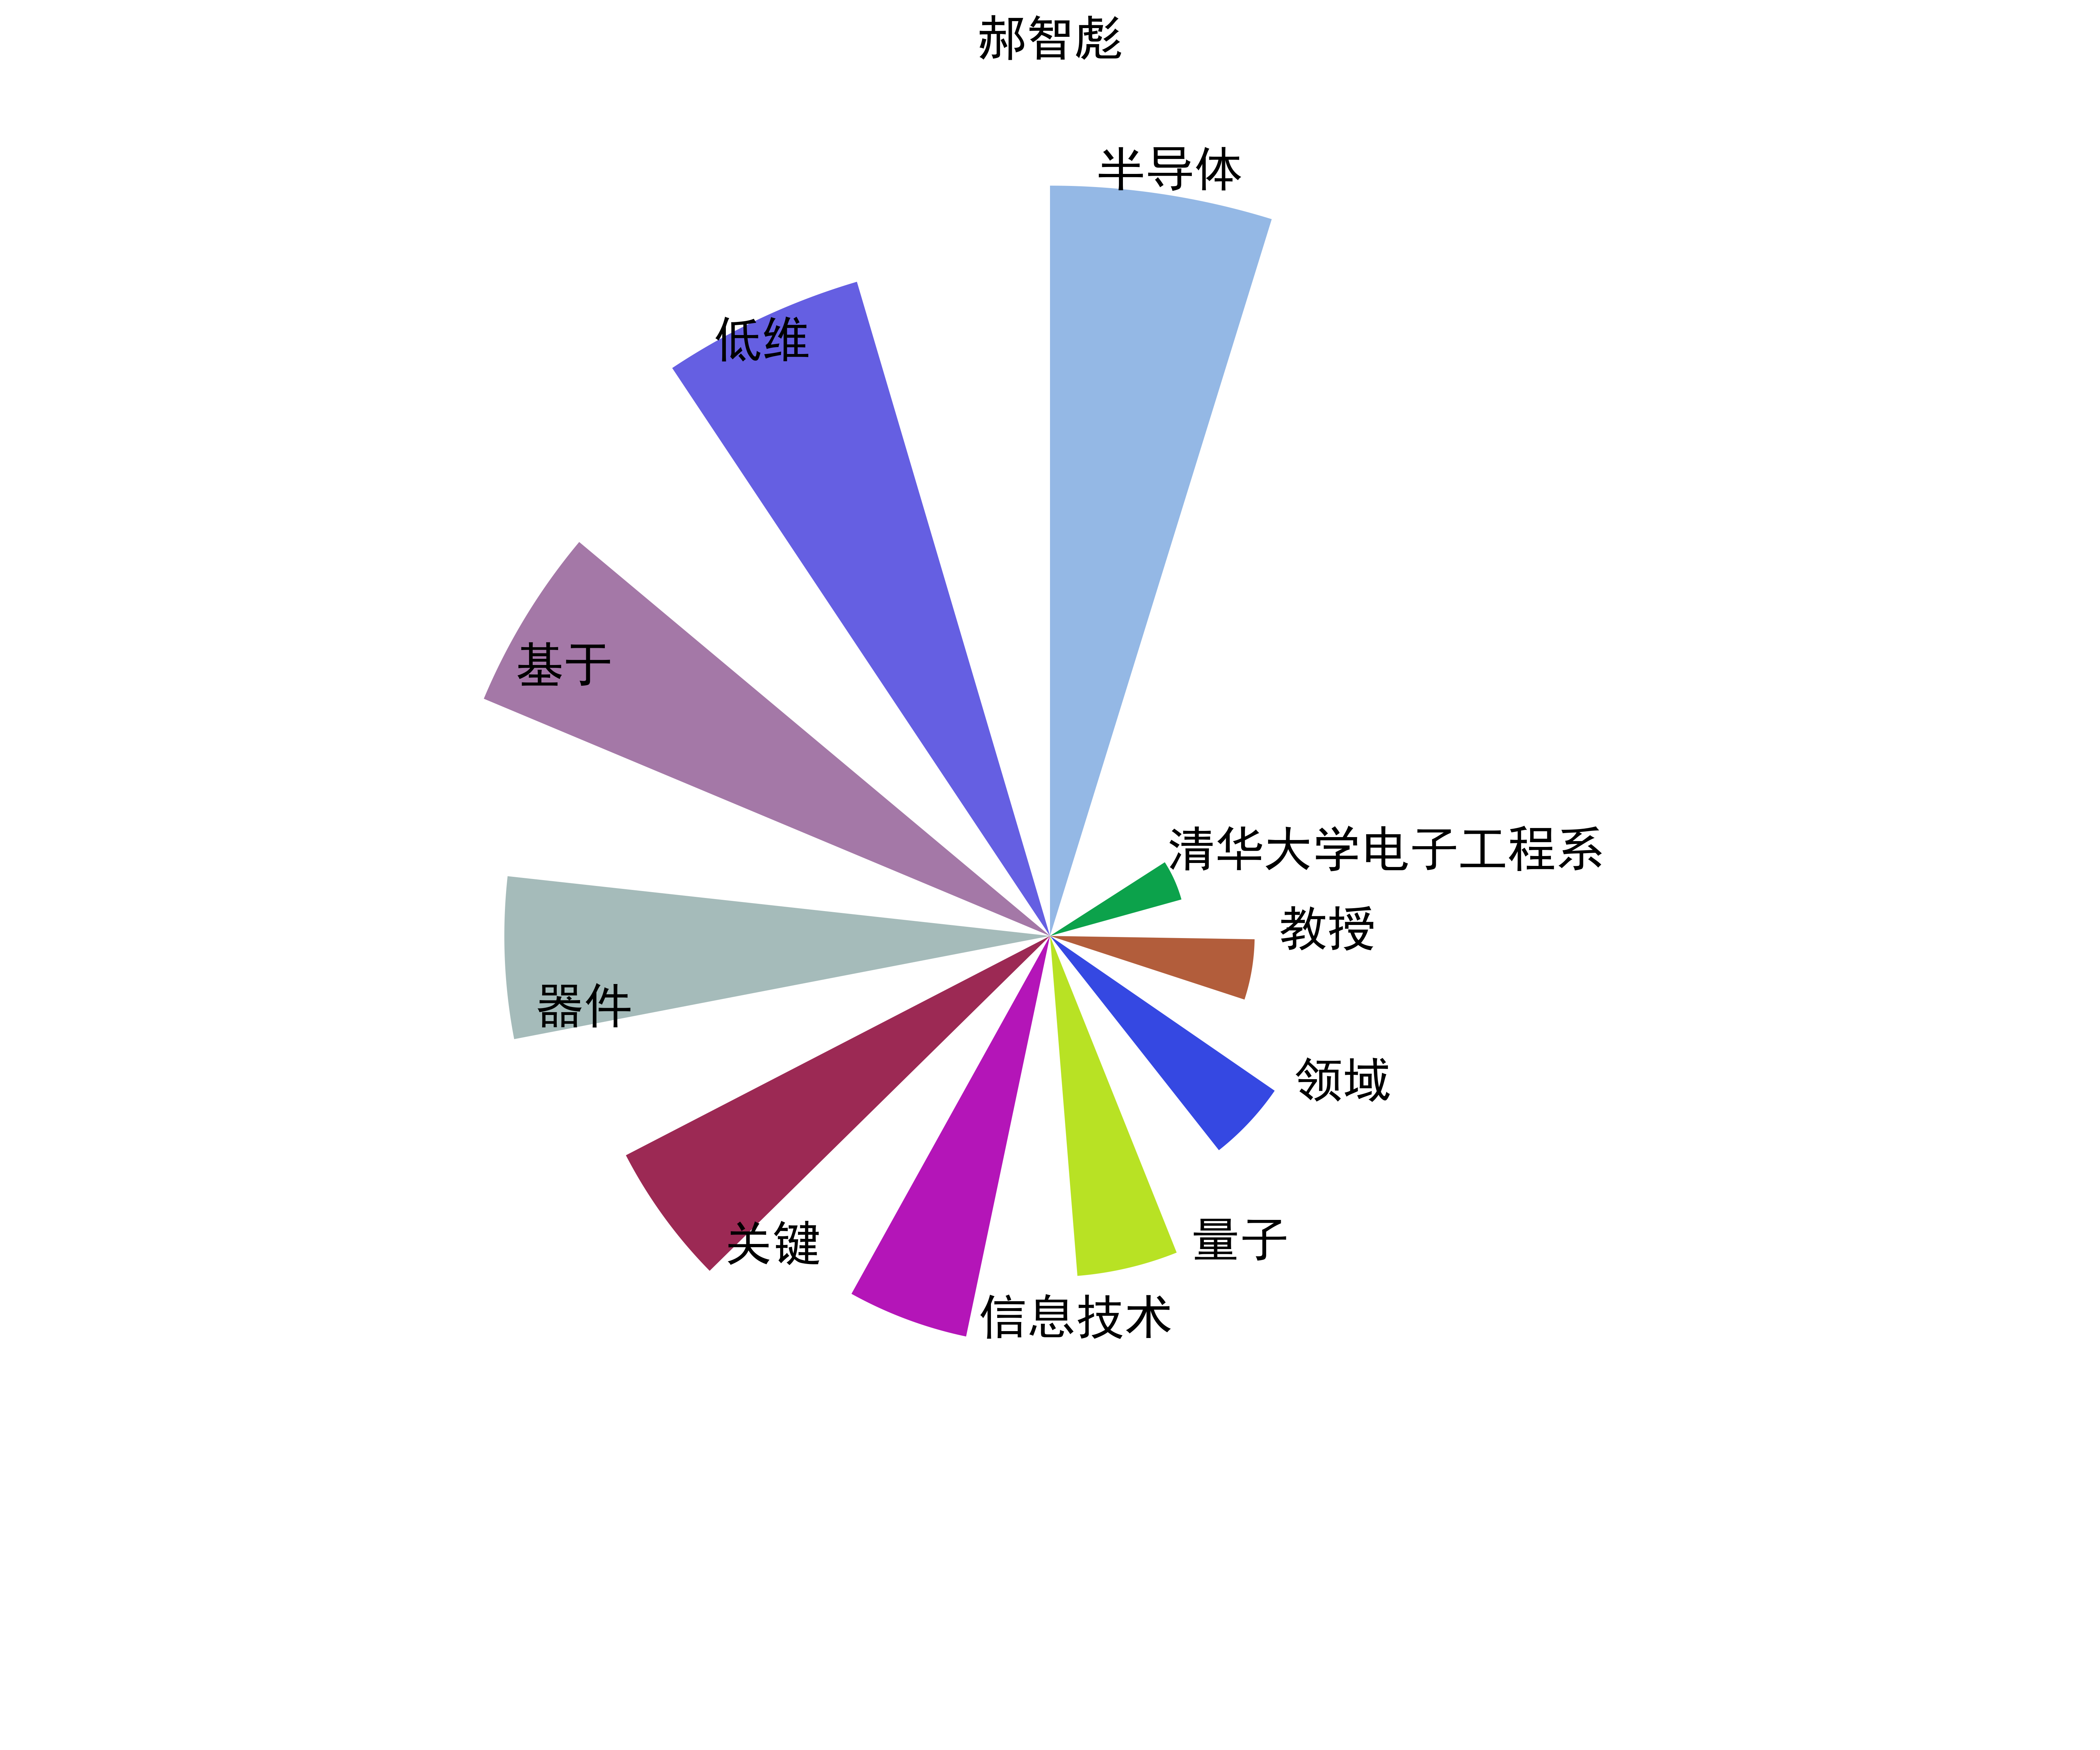 郝智彪
半导体
低维
基于
清华大学电子工程系
教授
器件
领域
关键
量子
信息技术